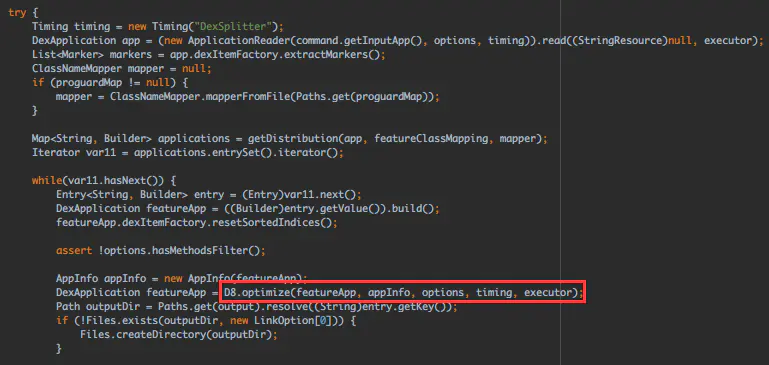 try {
    Timing timing = new Timing("DexSplitter");
    DexApplication app = (new ApplicationReader(command.getInputApp(), options, timing)).read((StringResource)null, executor);
    List<Marker> markers = app.dexItemFactory.extractMarkers();
    ClassNameMapper mapper = null;
    if (proguardMap != null) {
        mapper = ClassNameMapper.mapperFromFile(Paths.get(proguardMap));
    }

    Map<String, Builder> applications = getDistribution(app, featureClassMapping, mapper);
    Iterator var11 = applications.entrySet().iterator();

    while(var11.hasNext()) {
        Entry<String, Builder> entry = (Entry)var11.next();
        DexApplication featureApp = ((Builder)entry.getValue()).build();
        featureApp.dexItemFactory.resetSortedIndices();

        assert !options.hasMethodsFilter();

        AppInfo appInfo = new AppInfo(featureApp);
        DexApplication featureApp = D8.optimize(featureApp, appInfo, options, timing, executor);
        Path outputDir = Paths.get(output).resolve((String)entry.getKey());
        if (!Files.exists(outputDir, new LinkOption[0])) {
            Files.createDirectory(outputDir);
        }